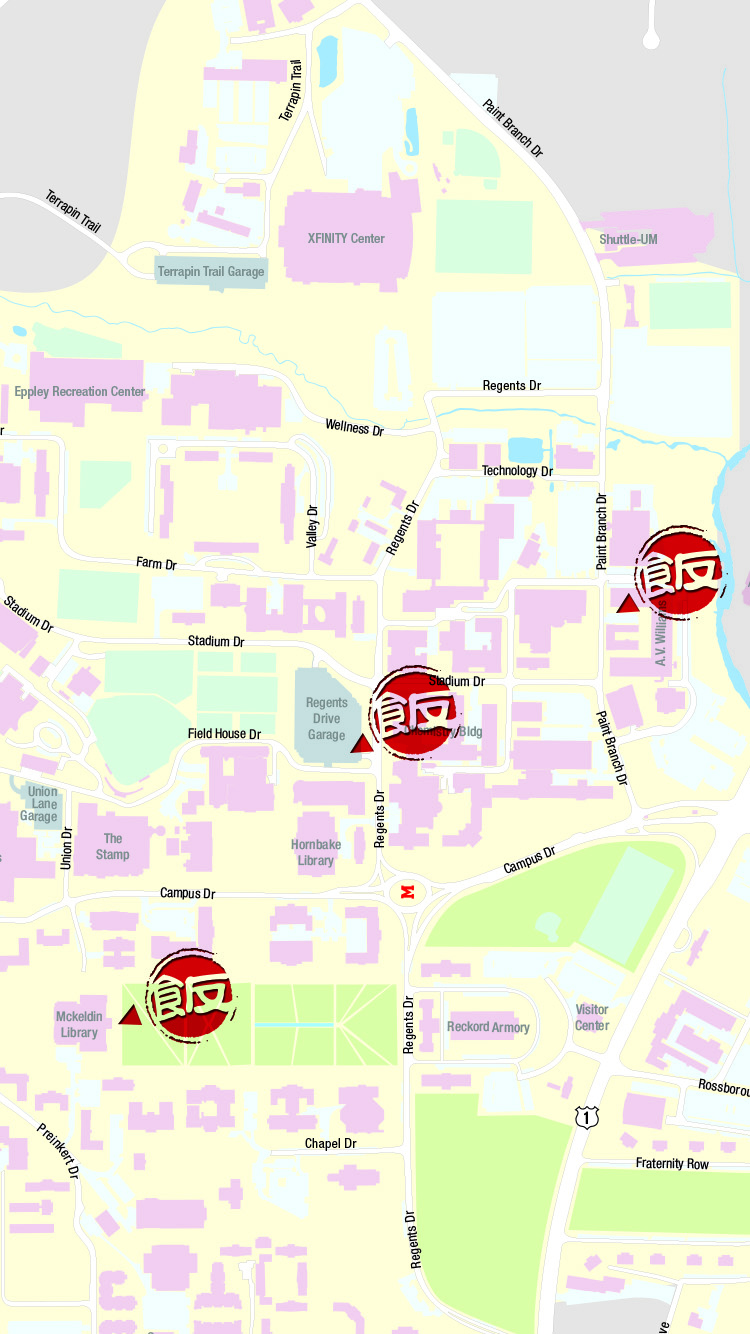 Terrapin Trail
Paint Branch Dr
Terrapin Trail
XFINITY Center
Shuttle-UM
Terrapin Trail Garage
Regents Dr
Eppley Recreation Center
Wellness Dr
Technology Dr
Valley Dr
Regents Dr
Paint Branch Dr
Farm Dr
飯
A.V. Williams
Stadium Dr
Stadium Dr
Stadium Dr
飯
Regents
Drive
Garage
Chemistry Bldg
Field House Dr
Paint Branch Dr
Union
Lane
Garage
Regents Dr
The
Stamp
Union Dr
Hornbake
Library
Campus Dr
Campus Dr
M
飯
Mckeldin
Library
Regents Dr
Reckord Armory
Visitor
Center
Rossborou
1
Preinkert Dr
Chapel Dr
Fraternity Row
Regents Dr